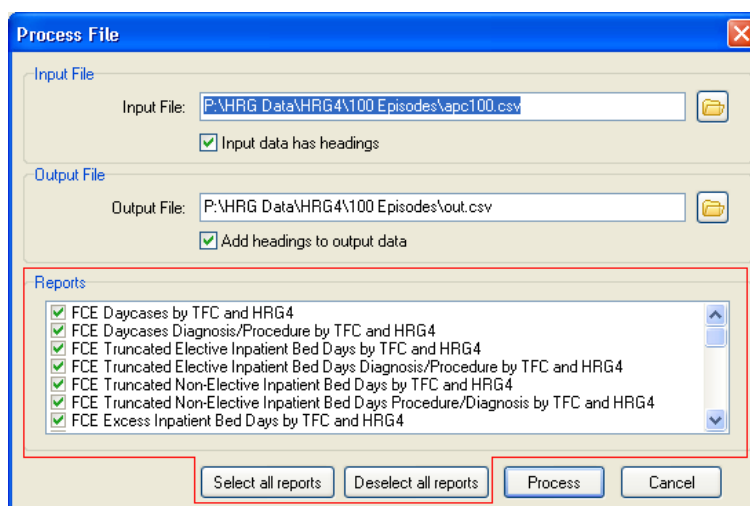 Process File
Input File
Input File: P:\HRG Data\HRG4\100 Episodes\apc100.csv
Input data has headings
Output File
Output File: P:\HRG Data\HRG4\100 Episodes\out.csv
Add headings to output data
Reports
FCE Daycases by TFC and HRG4
FCE Daycases Diagnosis/Procedure by TFC and HRG4
FCE Truncated Elective Inpatient Bed Days by TFC and HRG4
FCE Truncated Elective Inpatient Bed Days Diagnosis/Procedure by TFC and HRG4
FCE Truncated Non-Elective Inpatient Bed Days by TFC and HRG4
FCE Truncated Non-Elective Inpatient Bed Days Procedure/Diagnosis by TFC and HRG4
FCE Excess Inpatient Bed Days by TFC and HRG4
Select all reports Deselect all reports Process Cancel